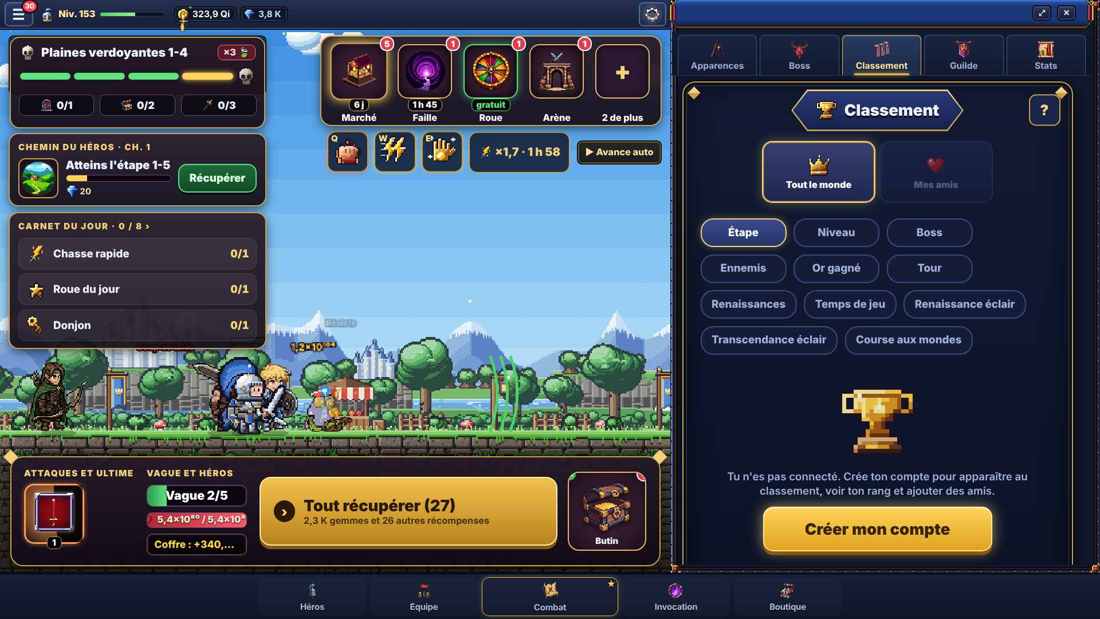 30
Niv. 153
323,9 Qi
3,8 K
Plaines verdoyantes 1-4
×3
0/1
0/2
0/3
CHEMIN DU HÉROS · CH. 1
Atteins l'étape 1-5
20
Récupérer
CARNET DU JOUR · 0 / 8 ›
Chasse rapide
0/1
Roue du jour
0/1
Donjon
0/1
5
1
1
1
6 j
1 h 45
gratuit
Marché
Faille
Roue
Arène
2 de plus
Q
W
E
×1,7 · 1 h 58
Avance auto
ATTAQUES ET ULTIME
1
VAGUE ET HÉROS
Vague 2/5
Coffre : +340,...
Tout récupérer (27)
2,3 K gemmes et 26 autres récompenses
Butin
Héros
Équipe
Combat
Invocation
Boutique
Apparences
Boss
Classement
Guilde
Stats
Classement
?
Tout le monde
Mes amis
Étape
Niveau
Boss
Ennemis
Or gagné
Tour
Renaissances
Temps de jeu
Renaissance éclair
Transcendance éclair
Course aux mondes
Tu n'es pas connecté. Crée ton compte pour apparaître au
classement, voir ton rang et ajouter des amis.
Créer mon compte